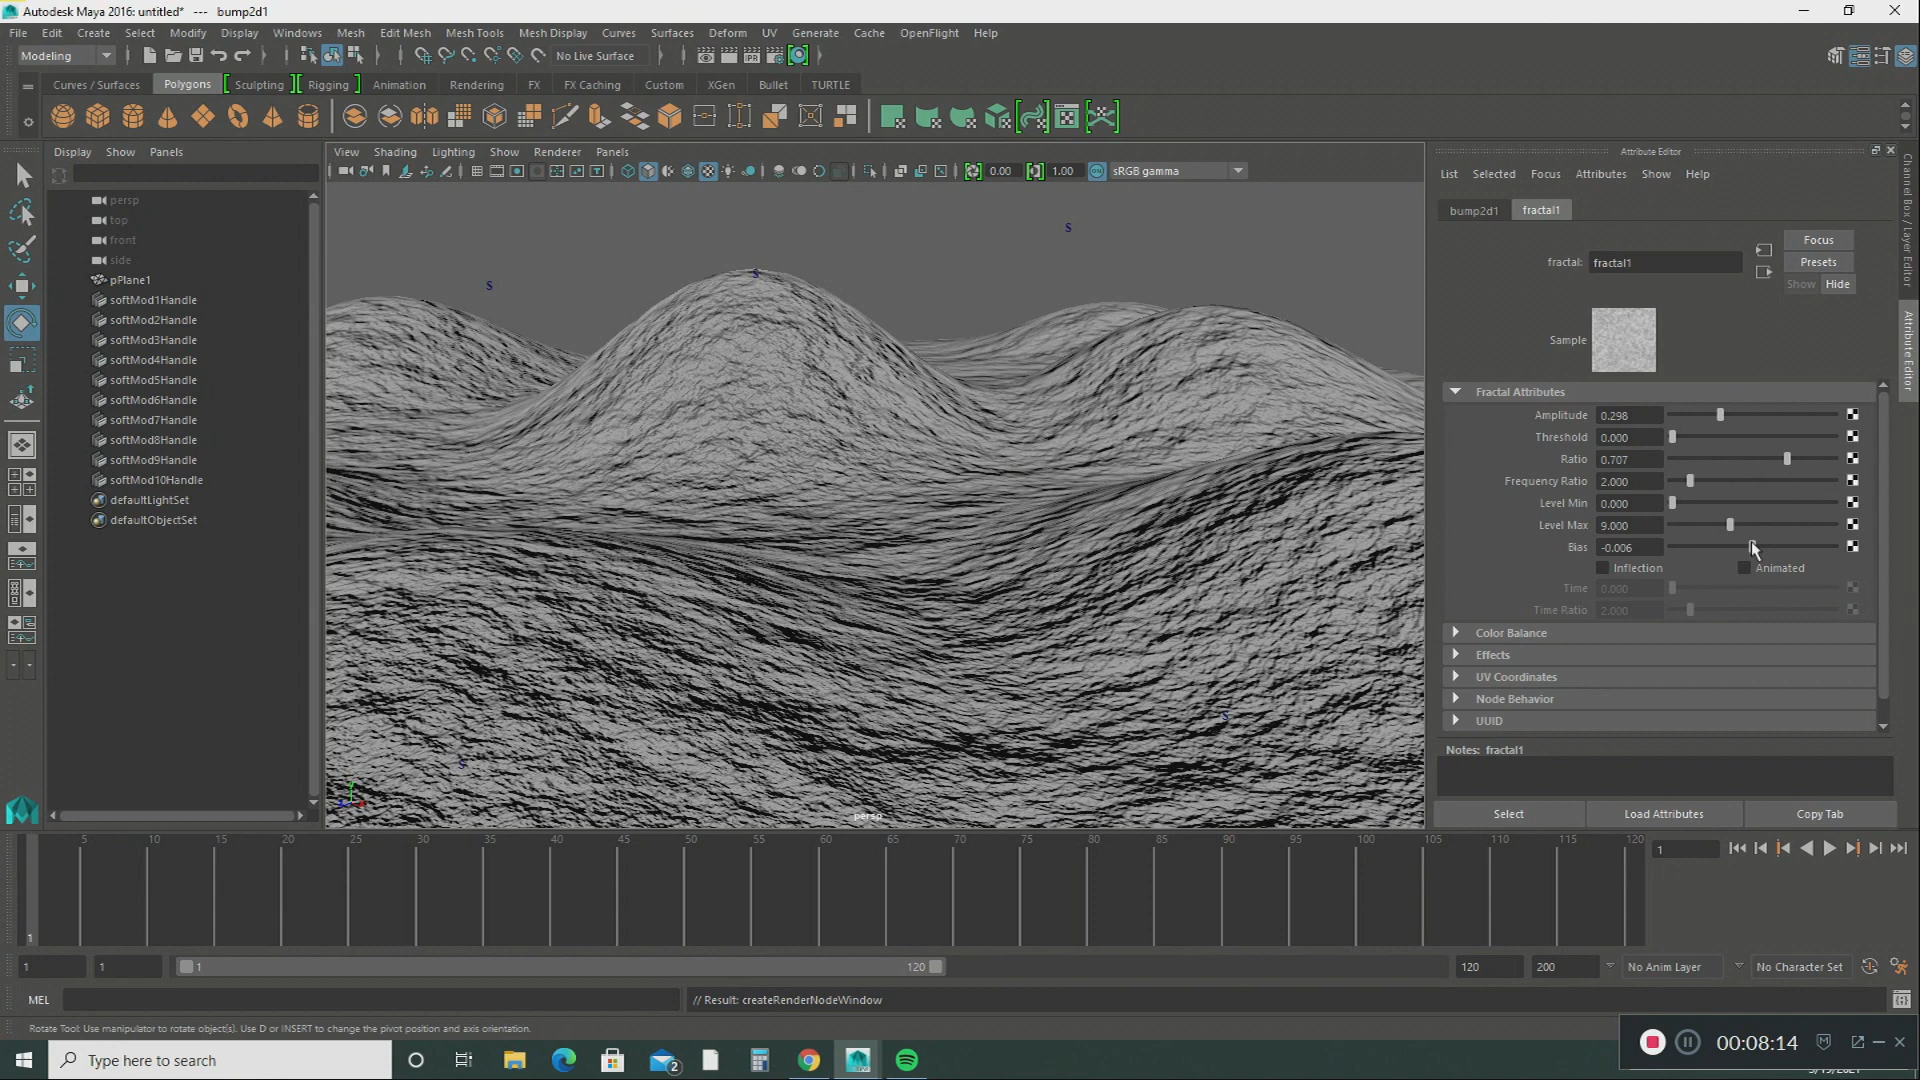 Autodesk Maya 2016: untitled* --- bump2d1
File Edit Create Select Modify Display Windows Mesh Edit Mesh Mesh Tools Mesh Display Curves Surfaces Deform UV Generate Cache OpenFlight Help
Modeling No Live Surface
Curves / Surfaces Polygons Sculpting Rigging Animation Rendering FX FX Caching Custom XGen Bullet TURTLE
Display Show Panels
View Shading Lighting Show Renderer Panels
0.00 1.00 sRGB gamma
persp
top
front
side
pPlane1
softMod1Handle
softMod2Handle
softMod3Handle
softMod4Handle
softMod5Handle
softMod6Handle
softMod7Handle
softMod8Handle
softMod9Handle
softMod10Handle
defaultLightSet
defaultObjectSet
S
S
S
S
S
persp
Attribute Editor
List Selected Focus Attributes Show Help
bump2d1 fractal1
fractal: fractal1
Focus
Presets
Show Hide
Sample
Fractal Attributes
Amplitude 0.298
Threshold 0.000
Ratio 0.707
Frequency Ratio 2.000
Level Min 0.000
Level Max 9.000
Bias -0.006
Inflection Animated
Time 0.000
Time Ratio 2.000
Color Balance
Effects
UV Coordinates
Node Behavior
UUID
Notes: fractal1
Select Load Attributes Copy Tab
Channel Box / Layer Editor
Attribute Editor
5 10 15 20 25 30 35 40 45 50 55 60 65 70 75 80 85 90 95 100 105 110 115 120
1
1
1 1 1 120 120 200 No Anim Layer No Character Set
MEL // Result: createRenderNodeWindow
Rotate Tool: Use manipulator to rotate object(s). Use D or INSERT to change the pivot position and axis orientation.
Type here to search
2
00:08:14